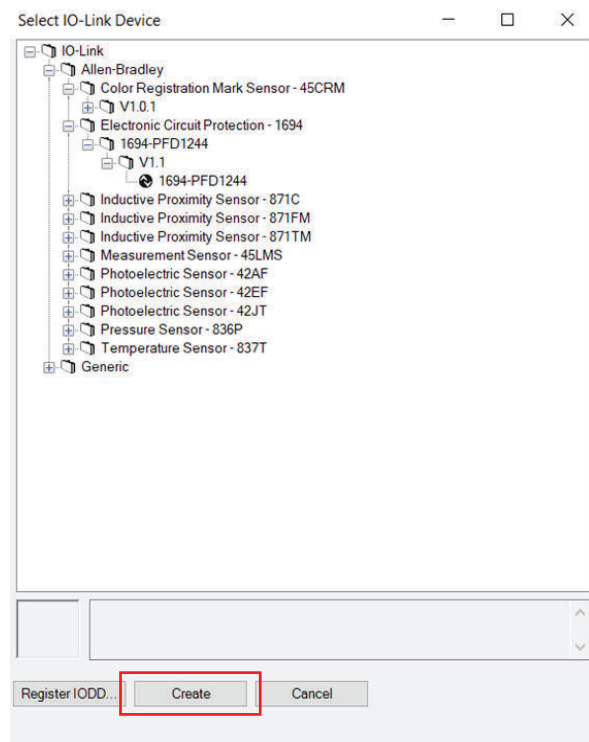 Select IO-Link Device
IO-Link
Allen-Bradley
Color Registration Mark Sensor - 45CRM
V1.0.1
Electronic Circuit Protection - 1694
1694-PFD1244
V1.1
1694-PFD1244
Inductive Proximity Sensor - 871C
Inductive Proximity Sensor - 871FM
Inductive Proximity Sensor - 871TM
Measurement Sensor - 45LMS
Photoelectric Sensor - 42AF
Photoelectric Sensor - 42EF
Photoelectric Sensor - 42JT
Pressure Sensor - 836P
Temperature Sensor - 837T
Generic
Register IODD... Create Cancel